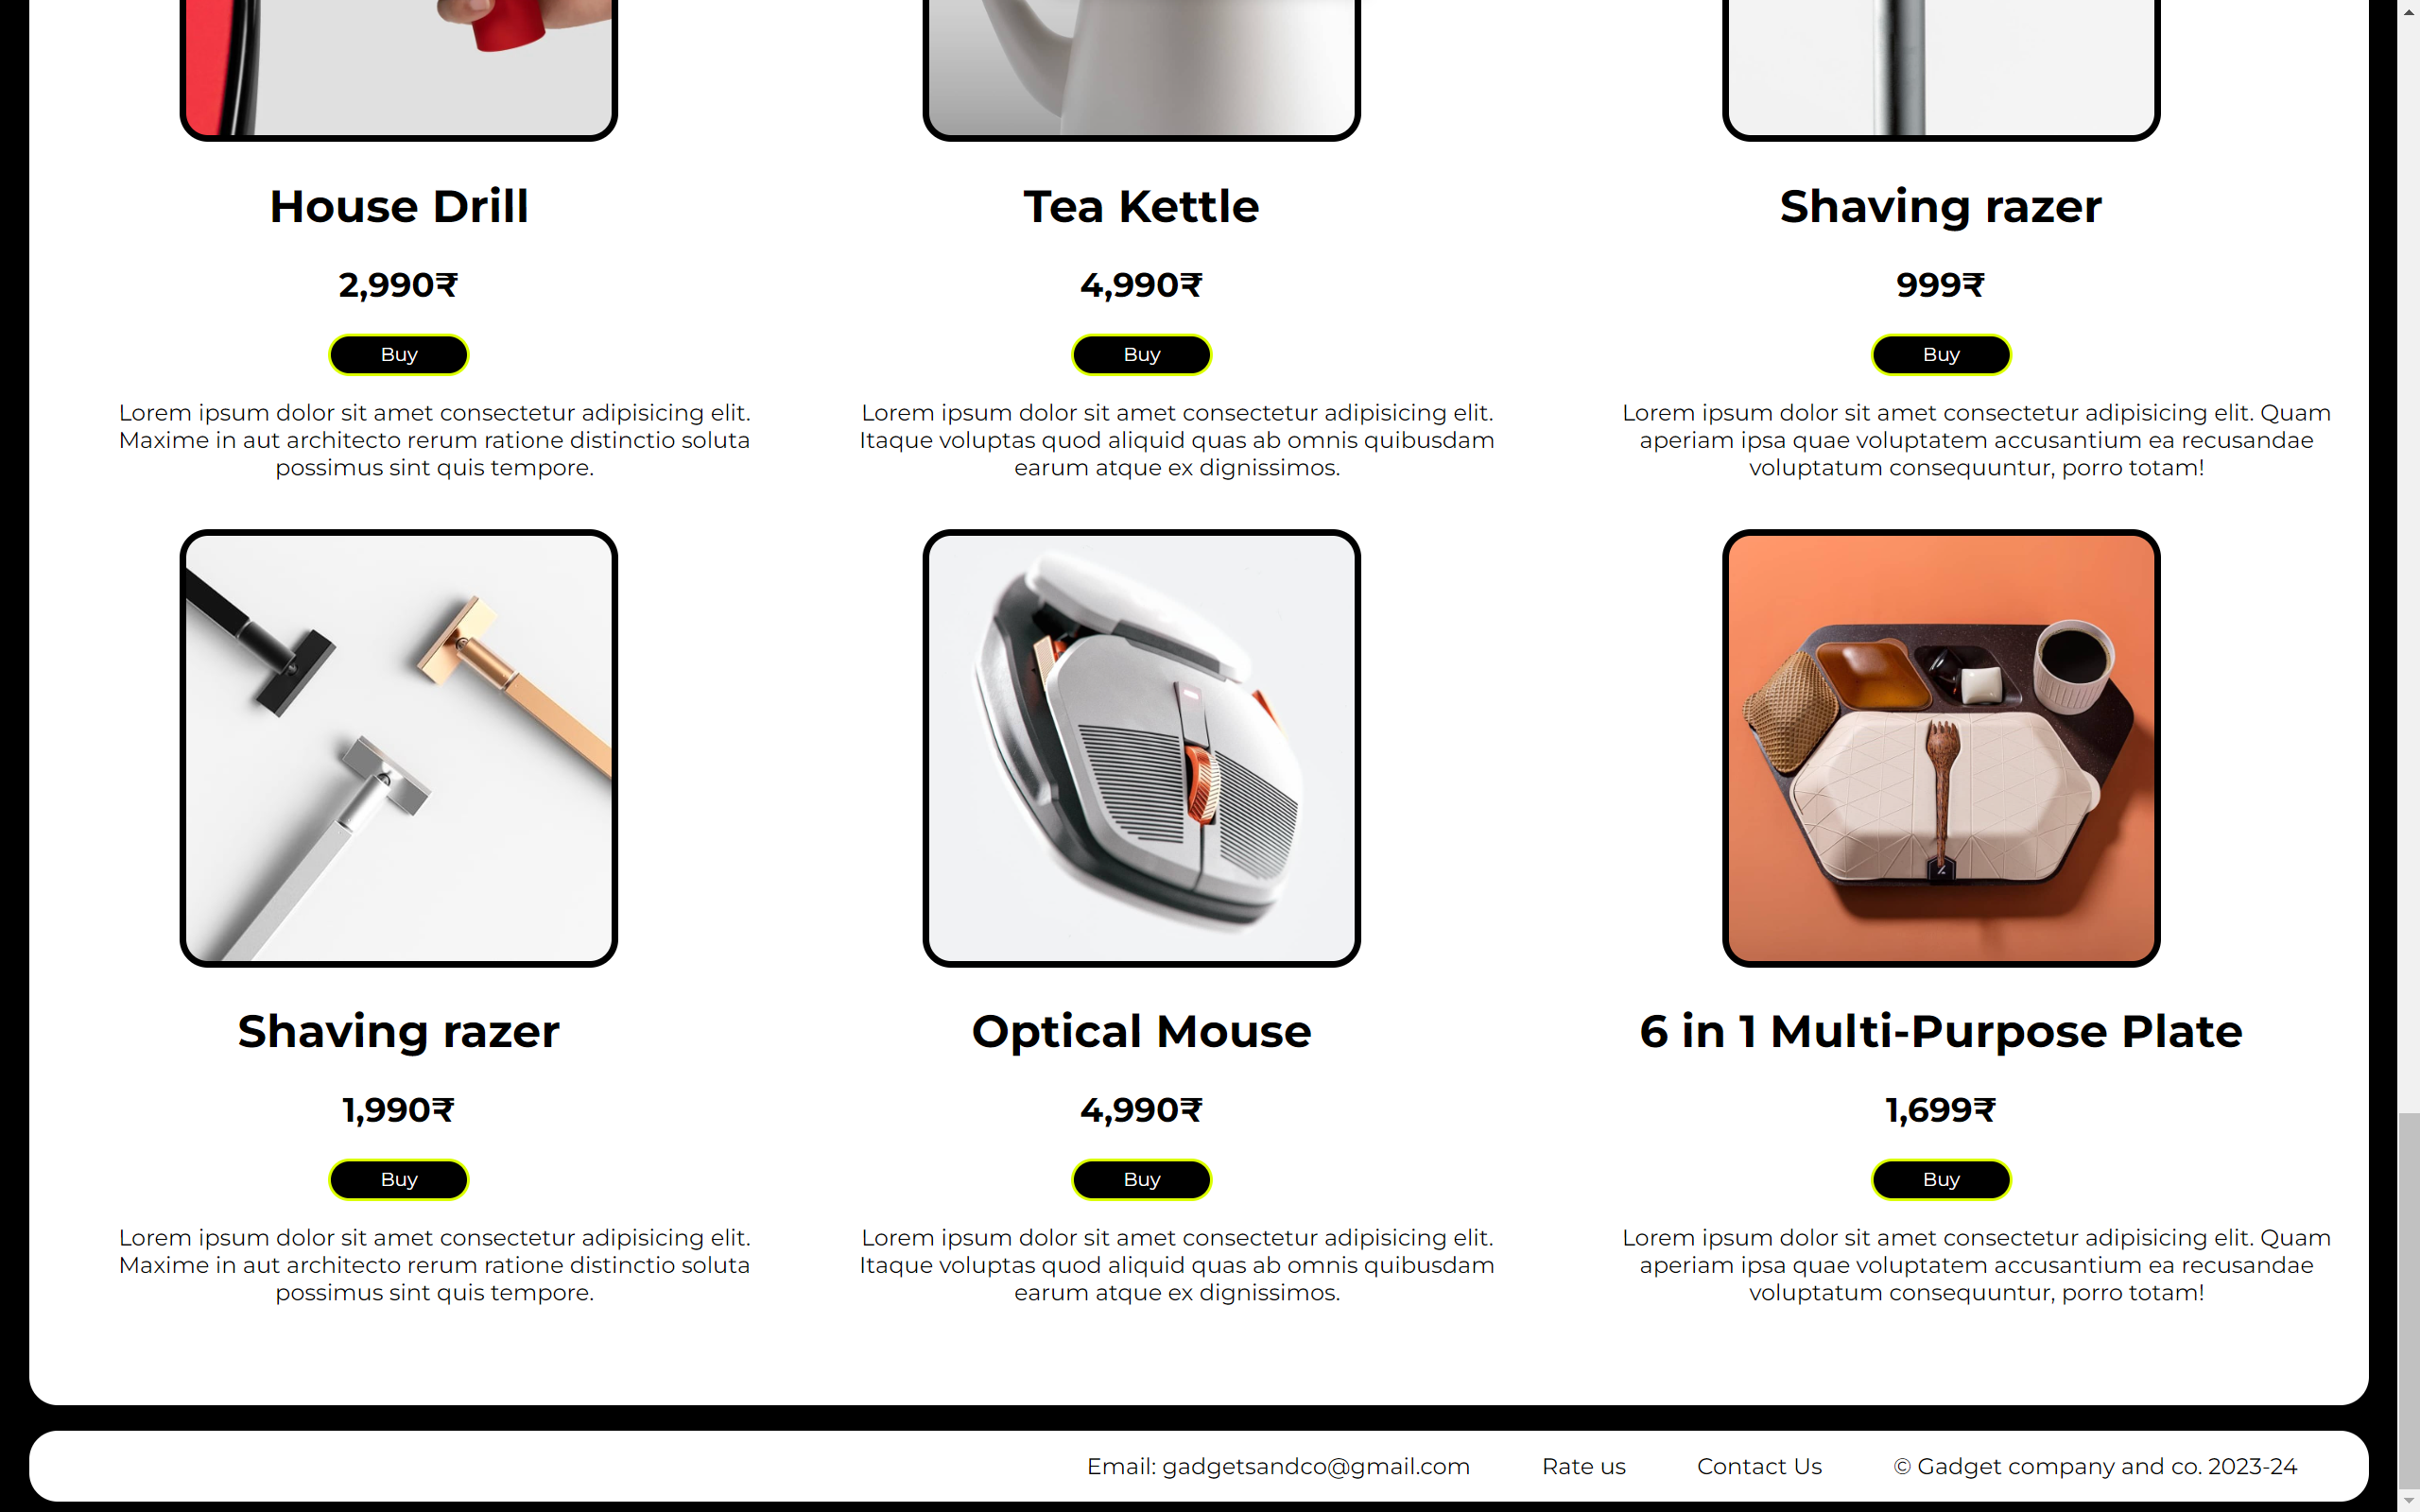 House Drill
2,990₹
Buy
Lorem ipsum dolor sit amet consectetur adipisicing elit.
Maxime in aut architecto rerum ratione distinctio soluta
possimus sint quis tempore.
Tea Kettle
4,990₹
Buy
Lorem ipsum dolor sit amet consectetur adipisicing elit.
Itaque voluptas quod aliquid quas ab omnis quibusdam
earum atque ex dignissimos.
Shaving razer
999₹
Buy
Lorem ipsum dolor sit amet consectetur adipisicing elit. Quam
aperiam ipsa quae voluptatem accusantium ea recusandae
voluptatum consequuntur, porro totam!
Shaving razer
1,990₹
Buy
Lorem ipsum dolor sit amet consectetur adipisicing elit.
Maxime in aut architecto rerum ratione distinctio soluta
possimus sint quis tempore.
Optical Mouse
4,990₹
Buy
Lorem ipsum dolor sit amet consectetur adipisicing elit.
Itaque voluptas quod aliquid quas ab omnis quibusdam
earum atque ex dignissimos.
6 in 1 Multi-Purpose Plate
1,699₹
Buy
Lorem ipsum dolor sit amet consectetur adipisicing elit. Quam
aperiam ipsa quae voluptatem accusantium ea recusandae
voluptatum consequuntur, porro totam!
Email: gadgetsandco@gmail.com Rate us Contact Us © Gadget company and co. 2023-24